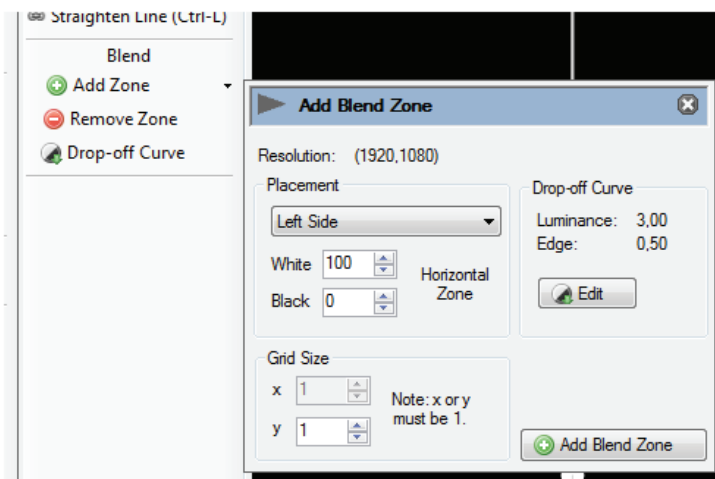 Straighten Line (Ctrl-L)
Blend
Add Zone
Remove Zone
Drop-off Curve
Add Blend Zone
Resolution: (1920,1080)
Placement
Left Side
White 100
Black 0
Horizontal
Zone
Drop-off Curve
Luminance: 3,00
Edge: 0,50
Edit
Grid Size
x 1
y 1
Note: x or y
must be 1.
Add Blend Zone